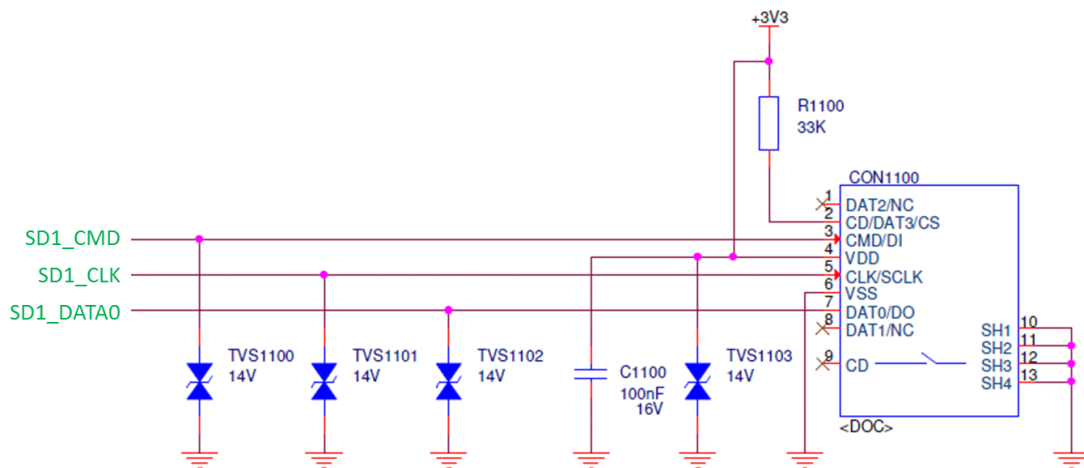 +3V3
R1100
33K
CON1100
1
DAT2/NC
2
CD/DAT3/CS
SD1_CMD
3
CMD/DI
4
VDD
SD1_CLK
5
CLK/SCLK
6
VSS
SD1_DATA0
7
DAT0/DO
8
DAT1/NC
SH1
10
SH2
11
9
CD
SH3
12
SH4
13
TVS1100
14V
TVS1101
14V
TVS1102
14V
C1100
100nF
16V
TVS1103
14V
<DOC>